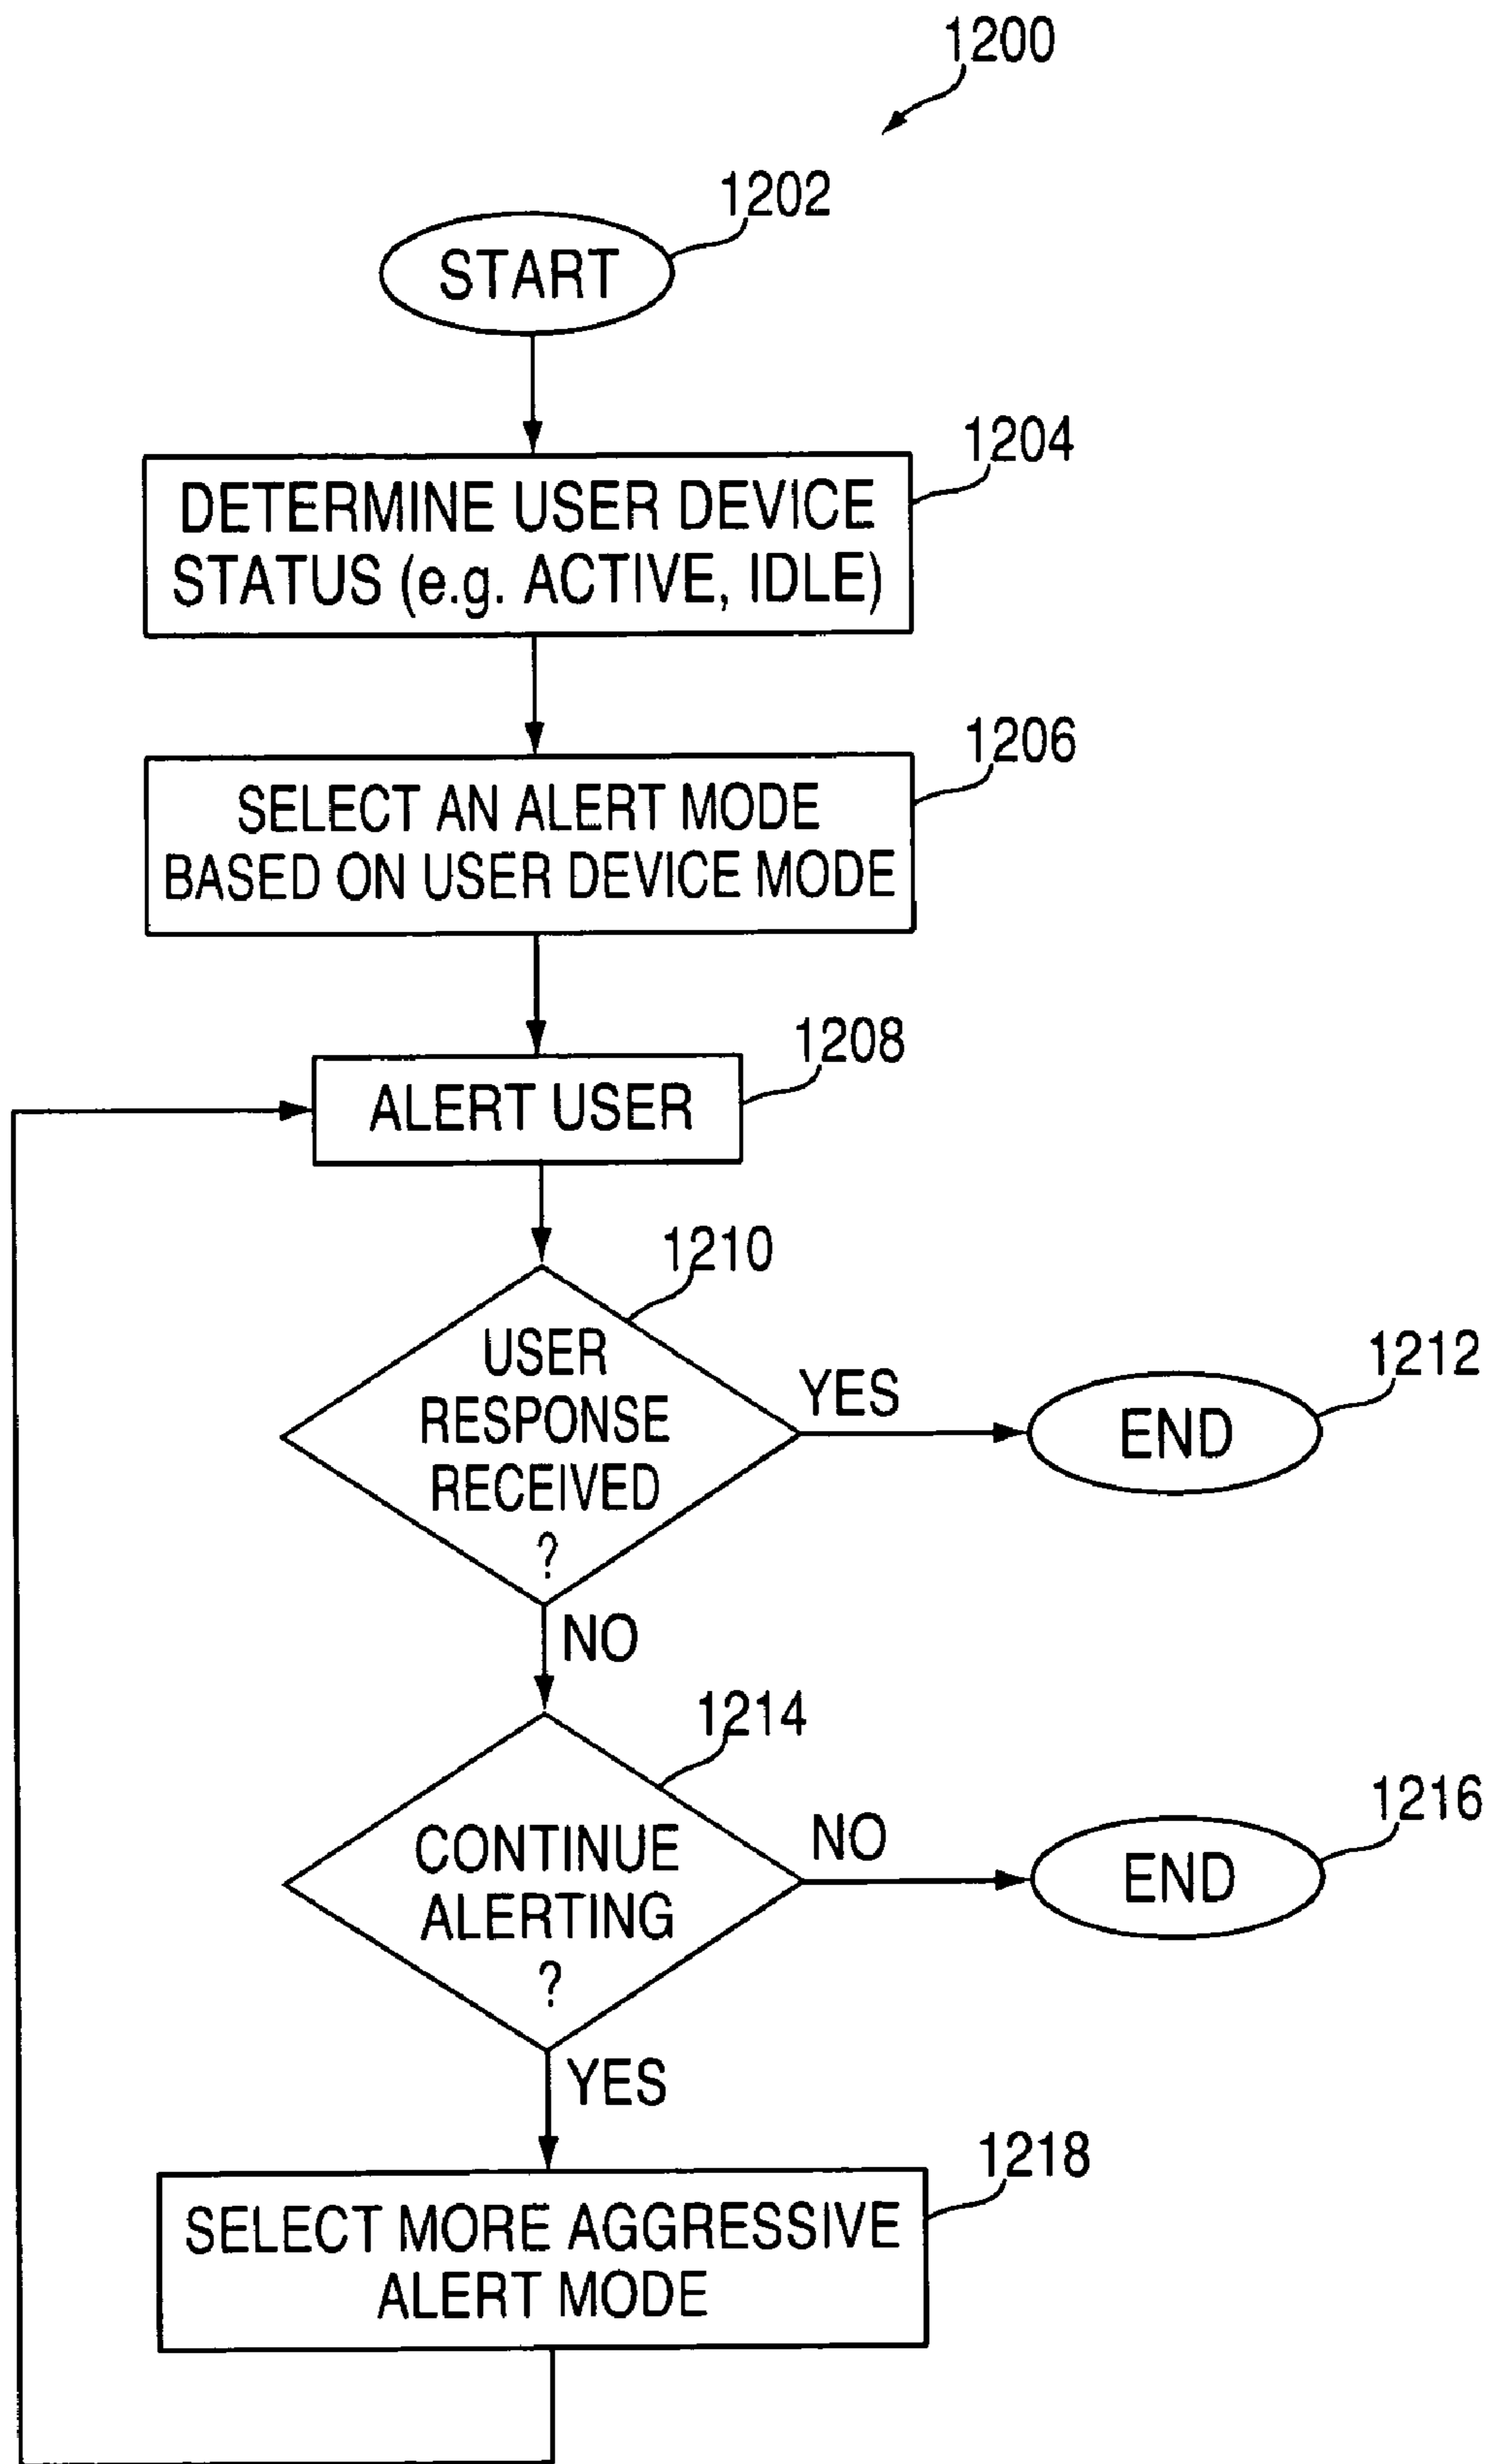 1200
1202
START
1204
DETERMINE USER DEVICE
STATUS (e.g. ACTIVE, IDLE)
1206
SELECT AN ALERT MODE
BASED ON USER DEVICE MODE
1208
ALERT USER
1210
USER
RESPONSE
RECEIVED
?
YES
1212
END
NO
1214
CONTINUE
ALERTING
?
NO
1216
END
YES
1218
SELECT MORE AGGRESSIVE
ALERT MODE